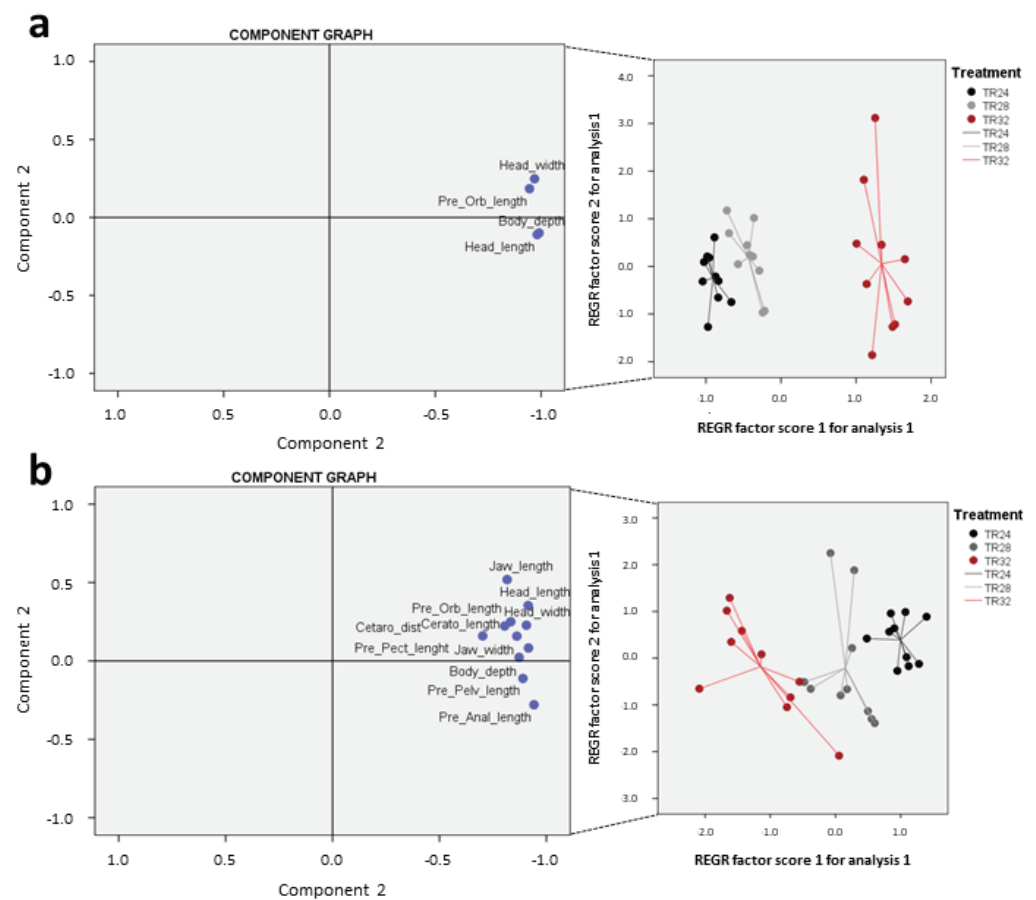 a
COMPONENT GRAPH
1.0
0.5
0.0
-0.5
-1.0
Component 2
Head_width
Pre_Orb_length
Body_depth
Head_length
1.0
0.5
0.0
-0.5
-1.0
Component 2
4.0
3.0
2.0
1.0
0.0
-1.0
2.0
REGR factor score 2 for analysis1
-1.0
0.0
1.0
2.0
REGR factor score 1 for analysis 1
Treatment
TR24
TR28
TR32
TR24
TR28
TR32
b
COMPONENT GRAPH
1.0
0.5
0.0
-0.5
-1.0
Component 2
Jaw_length
Head_length
Pre_Orb_length
Head_width
Cetaro_dist
Cerato_length
Pre_Pect_lenght
Jaw_width
Body_depth
Pre_Pelv_length
Pre_Anal_length
1.0
0.5
0.0
-0.5
-1.0
Component 2
3.0
2.0
1.0
0.0
-1.0
2.0
3.0
REGR factor score 2 for analysis1
2.0
-1.0
0.0
1.0
REGR factor score 1 for analysis 1
Treatment
TR24
TR28
TR32
TR24
TR28
TR32